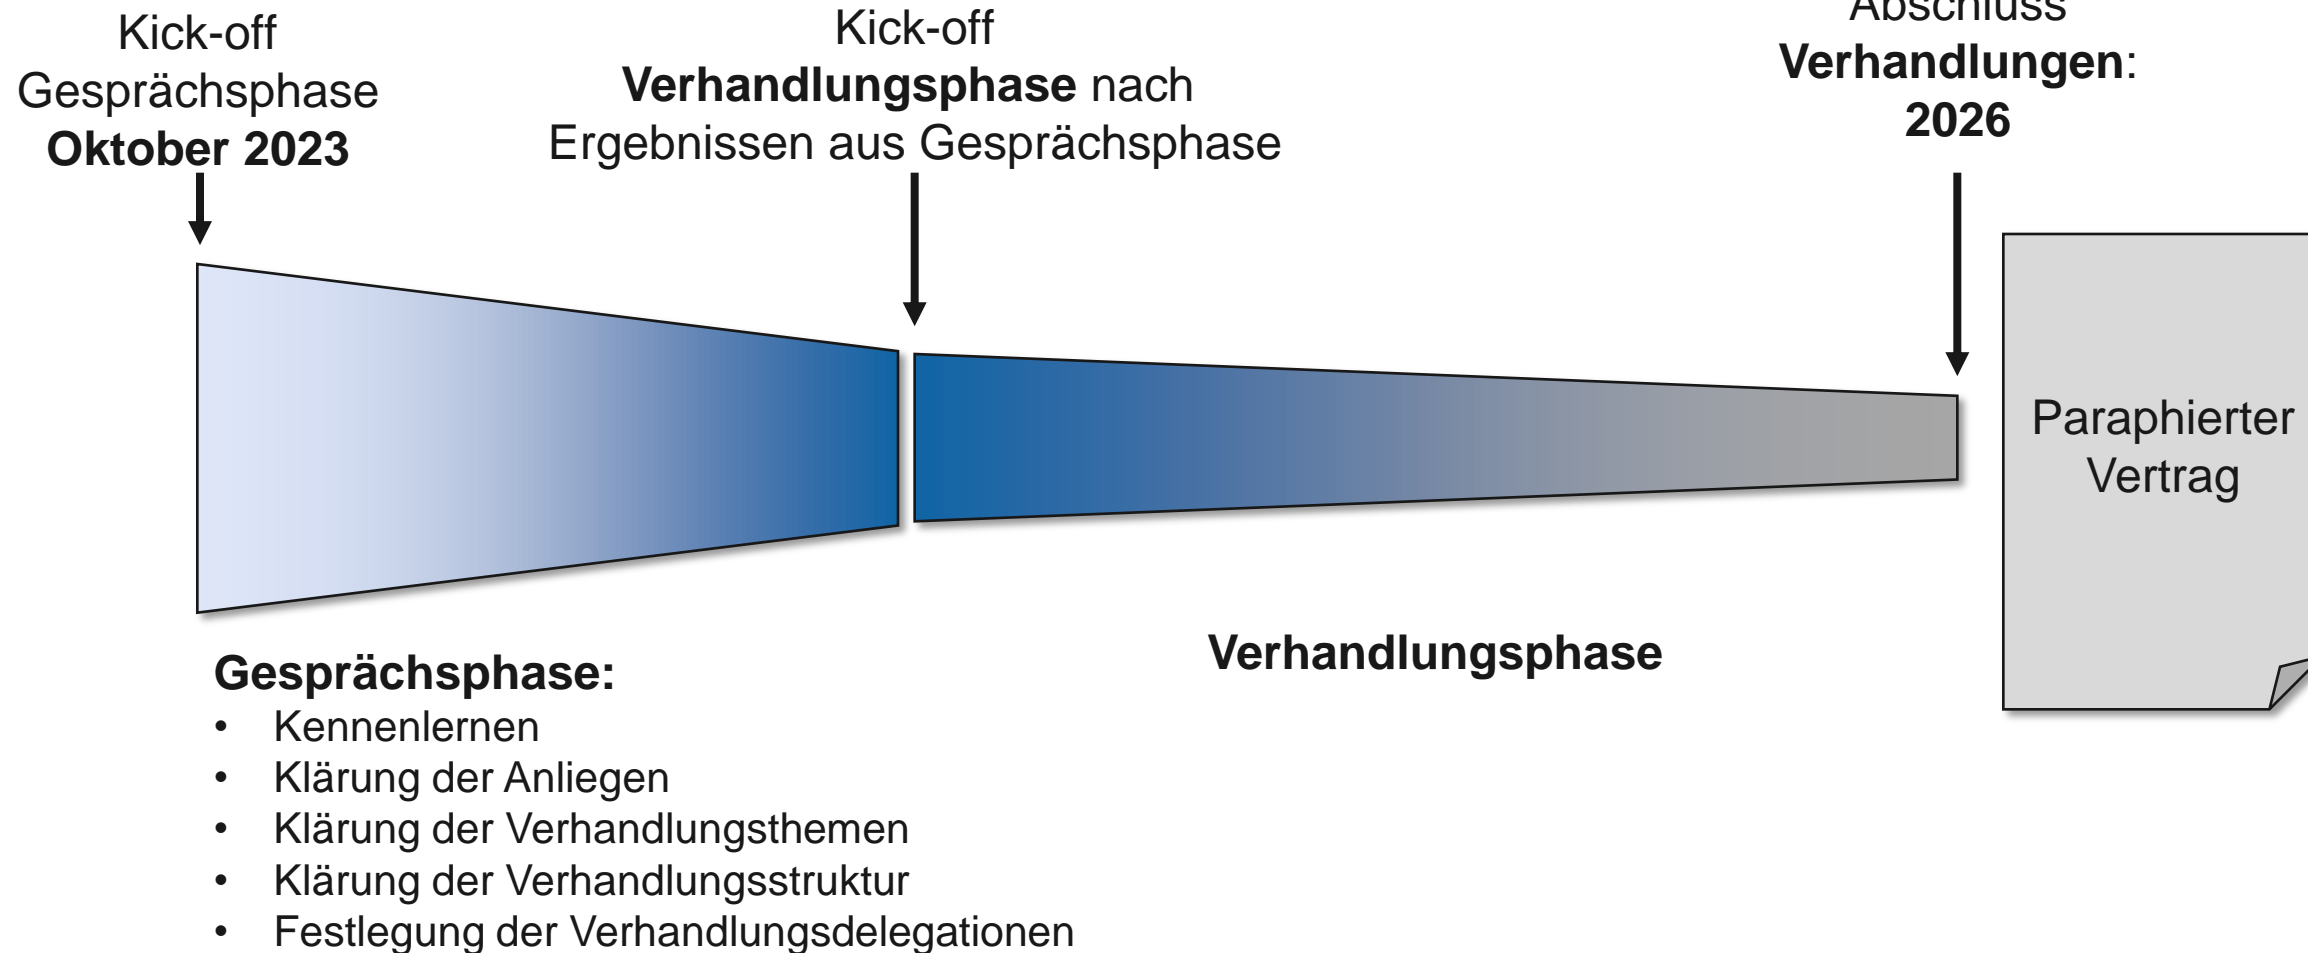 Kick-off
Gesprächsphase
Oktober 2023
Kick-off
Verhandlungsphase nach
Ergebnissen aus Gesprächsphase
Abschluss
Verhandlungen:
2026
Paraphierter
Vertrag
Gesprächsphase:
• Kennenlernen
• Klärung der Anliegen
• Klärung der Verhandlungsthemen
• Klärung der Verhandlungsstruktur
• Festlegung der Verhandlungsdelegationen
Verhandlungsphase